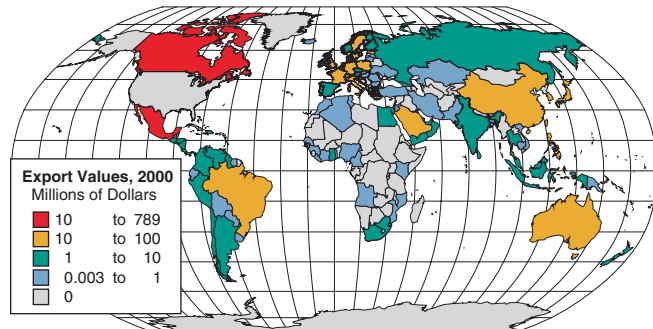 Export Values, 2000
Millions of Dollars
10 to 789
10 to 100
1 to 10
0.003 to 1
0